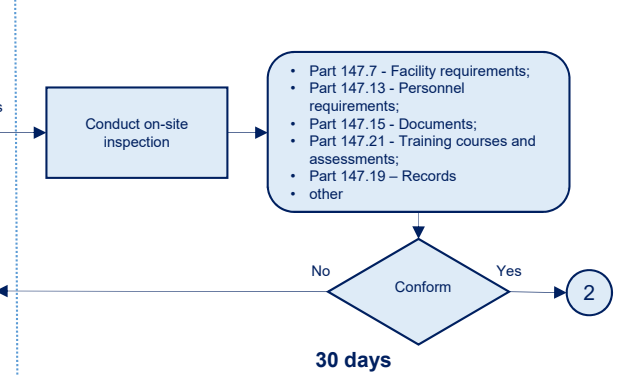 s
Conduct on-site
inspection
• Part 147.7 - Facility requirements;
• Part 147.13 - Personnel
requirements;
• Part 147.15 - Documents;
• Part 147.21 - Training courses and
assessments;
• Part 147.19 – Records
• other
No
Conform
Yes
2
30 days